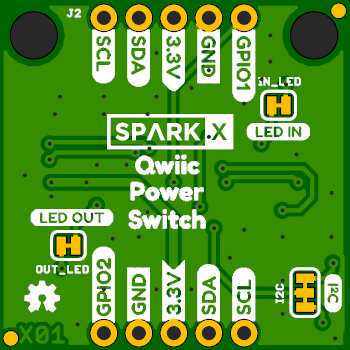 J2
SCL
SDA
3.3V
GND
GPIO1
IN_LED
LED IN
SPARK X
Qwiic
Power
Switch
LED OUT
OUT_LED
GPIO2
GND
3.3V
SDA
SCL
I2C
I2C
X01